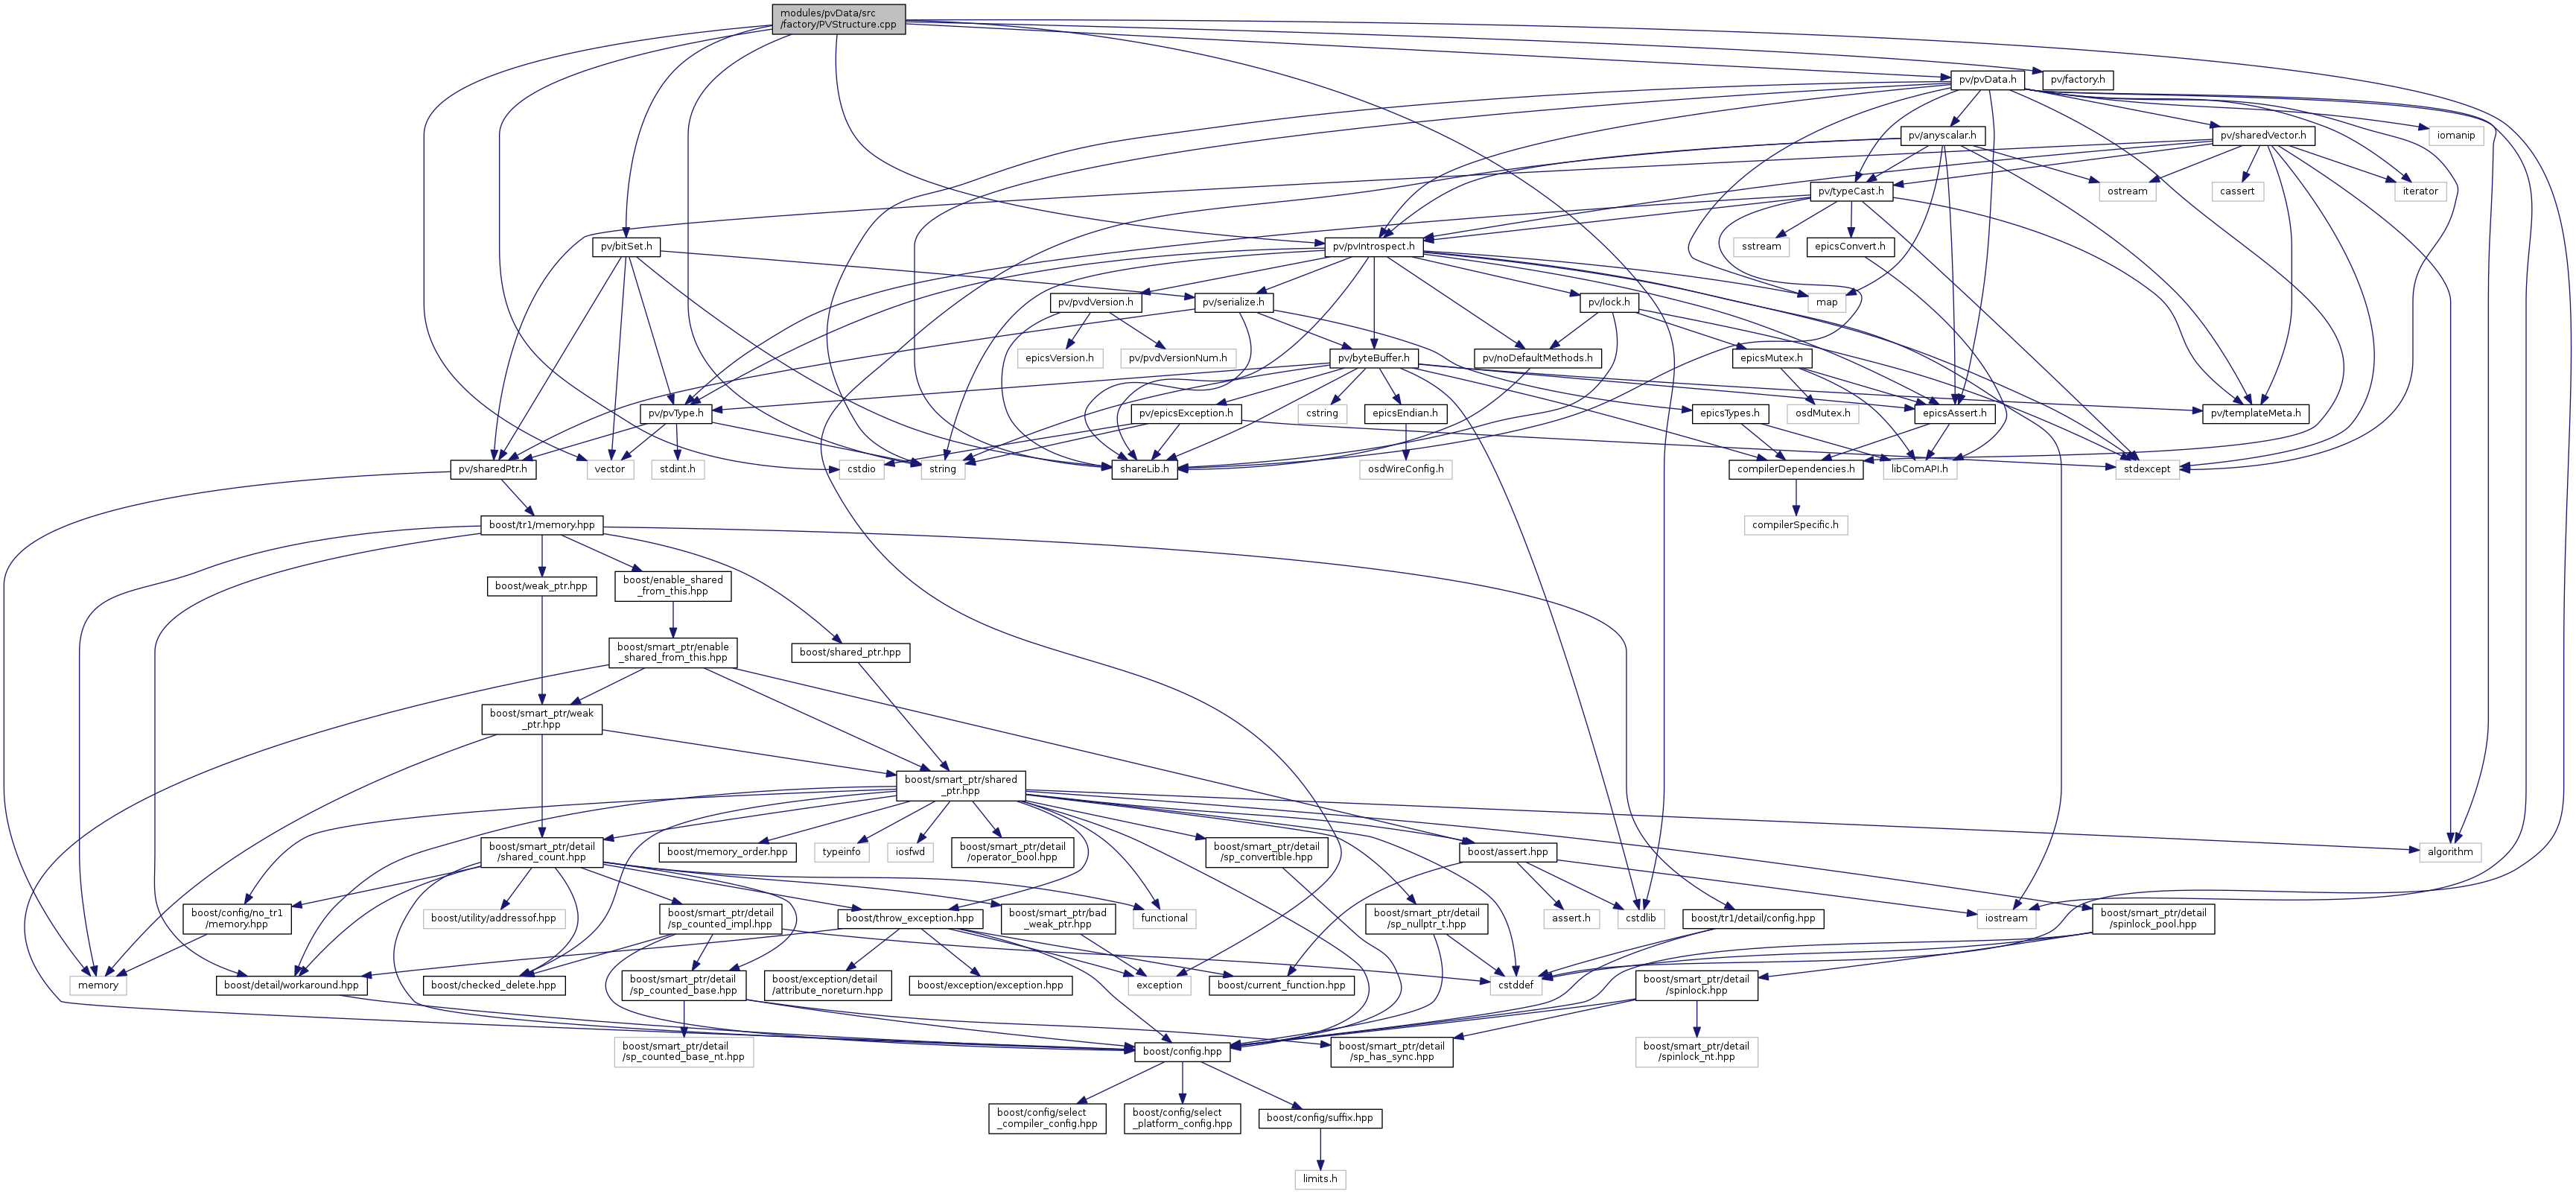 modules/pvData/src
/factory/PVStructure.cpp
pv/pvData.h
pv/factory.h
pv/anyscalar.h
iomanip
pv/sharedVector.h
pv/typeCast.h
ostream
cassert
iterator
pv/bitSet.h
pv/pvIntrospect.h
sstream
epicsConvert.h
pv/pvdVersion.h
pv/serialize.h
pv/lock.h
map
epicsVersion.h
pv/pvdVersionNum.h
pv/byteBuffer.h
pv/noDefaultMethods.h
epicsMutex.h
pv/pvType.h
pv/epicsException.h
cstring
epicsEndian.h
epicsTypes.h
osdMutex.h
epicsAssert.h
pv/templateMeta.h
pv/sharedPtr.h
vector
stdint.h
cstdio
string
shareLib.h
osdWireConfig.h
compilerDependencies.h
libComAPI.h
stdexcept
boost/tr1/memory.hpp
compilerSpecific.h
boost/weak_ptr.hpp
boost/enable_shared
_from_this.hpp
boost/smart_ptr/enable
_shared_from_this.hpp
boost/shared_ptr.hpp
boost/smart_ptr/weak
_ptr.hpp
boost/smart_ptr/shared
_ptr.hpp
boost/smart_ptr/detail
/shared_count.hpp
boost/memory_order.hpp
typeinfo
iosfwd
boost/smart_ptr/detail
/operator_bool.hpp
boost/smart_ptr/detail
/sp_convertible.hpp
boost/assert.hpp
algorithm
boost/config/no_tr1
/memory.hpp
boost/utility/addressof.hpp
boost/smart_ptr/detail
/sp_counted_impl.hpp
boost/throw_exception.hpp
boost/smart_ptr/bad
_weak_ptr.hpp
functional
boost/smart_ptr/detail
/sp_nullptr_t.hpp
assert.h
cstdlib
boost/tr1/detail/config.hpp
iostream
boost/smart_ptr/detail
/spinlock_pool.hpp
memory
boost/detail/workaround.hpp
boost/checked_delete.hpp
boost/smart_ptr/detail
/sp_counted_base.hpp
boost/exception/detail
/attribute_noreturn.hpp
boost/exception/exception.hpp
exception
boost/current_function.hpp
cstddef
boost/smart_ptr/detail
/spinlock.hpp
boost/smart_ptr/detail
/sp_counted_base_nt.hpp
boost/config.hpp
boost/smart_ptr/detail
/sp_has_sync.hpp
boost/smart_ptr/detail
/spinlock_nt.hpp
boost/config/select
_compiler_config.hpp
boost/config/select
_platform_config.hpp
boost/config/suffix.hpp
limits.h